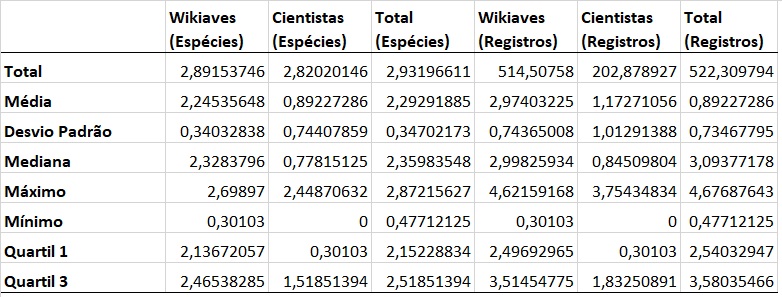 Wikiaves Cientistas Total Wikiaves Cientistas Total
(Espécies) (Espécies) (Espécies) (Registros) (Registros) (Registros)
Total 2,89153746 2,82020146 2,93196611 514,50758 202,878927 522,309794
Média 2,24535648 0,89227286 2,29291885 2,97403225 1,17271056 0,89227286
Desvio Padrão 0,34032838 0,74407859 0,34702173 0,74365008 1,01291388 0,73467795
Mediana 2,3283796 0,77815125 2,35983548 2,99825934 0,84509804 3,09377178
Máximo 2,69897 2,44870632 2,87215627 4,62159168 3,75434834 4,67687643
Mínimo 0,30103 0 0,47712125 0,30103 0 0,47712125
Quartil 1 2,13672057 0,30103 2,15228834 2,49692965 0,30103 2,54032947
Quartil 3 2,46538285 1,51851394 2,51851394 3,51454775 1,83250891 3,58035466